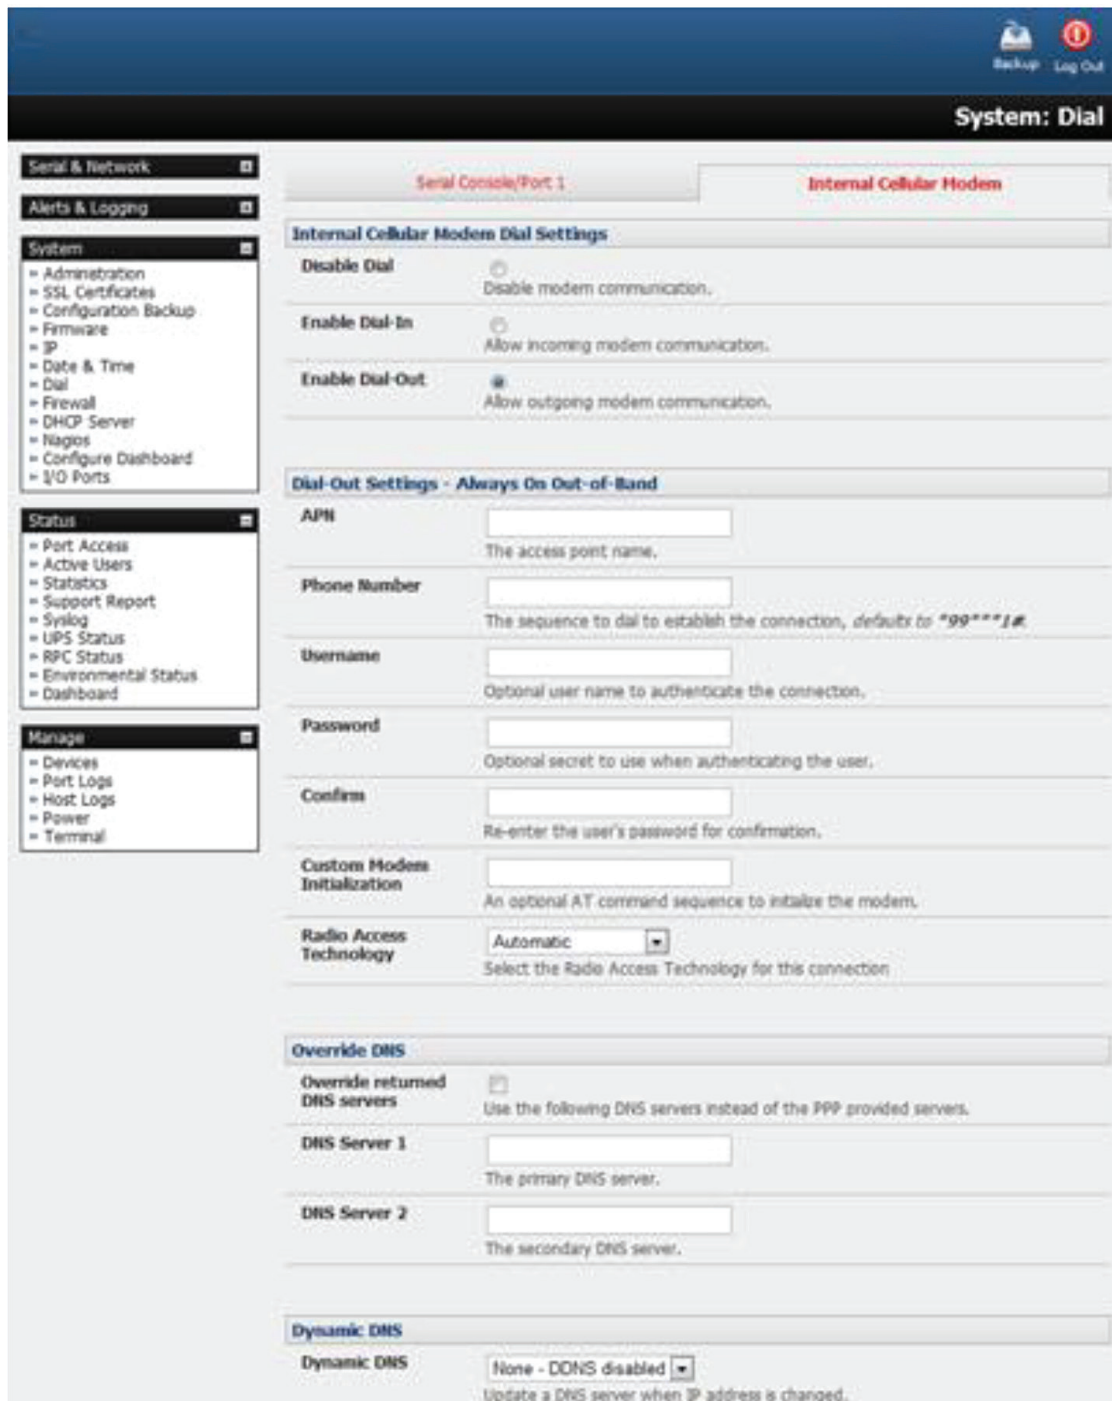 Backup
Log Out
System: Dial
Serial & Network
Alerts & Logging
System
Administration
SSL Certificates
Configuration Backup
Firmware
IP
Date & Time
Dial
Firewall
DHCP Server
Nagios
Configure Dashboard
I/O Ports
Status
Port Access
Active Users
Statistics
Support Report
Syslog
UPS Status
RPC Status
Environmental Status
Dashboard
Manage
Devices
Port Logs
Host Logs
Power
Terminal
Serial Console/Port 1
Internal Cellular Modem
Internal Cellular Modem Dial Settings
Disable Dial
Disable modem communication.
Enable Dial-In
Allow incoming modem communication.
Enable Dial-Out
Allow outgoing modem communication.
Dial-Out Settings - Always On Out-of-Band
APN
The access point name.
Phone Number
The sequence to dial to establish the connection, defaults to *99***1#.
Username
Optional user name to authenticate the connection.
Password
Optional secret to use when authenticating the user.
Confirm
Re-enter the user's password for confirmation.
Custom Modem
Initialization
An optional AT command sequence to initialize the modem.
Radio Access
Technology
Automatic
Select the Radio Access Technology for this connection
Override DNS
Override returned
DNS servers
Use the following DNS servers instead of the PPP provided servers.
DNS Server 1
The primary DNS server.
DNS Server 2
The secondary DNS server.
Dynamic DNS
Dynamic DNS
None - DDNS disabled
Update a DNS server when IP address is changed.